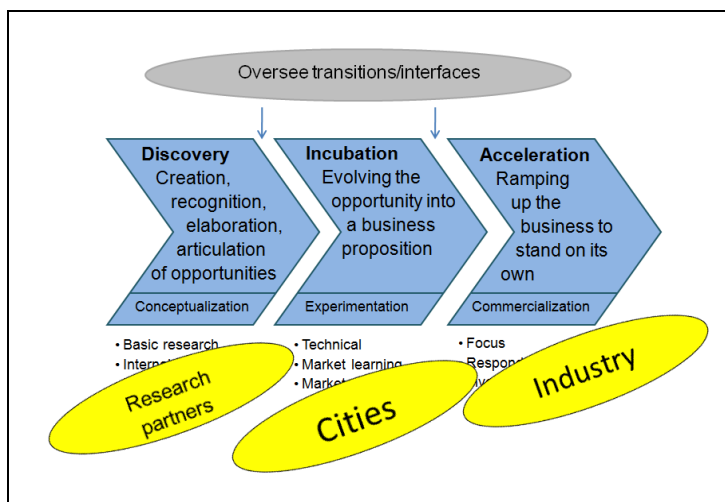 Oversee transitions/interfaces
Discovery
Creation,
recognition,
elaboration,
articulation
of opportunities
Conceptualization
• Basic research
Research
partners
Incubation
Evolving the
opportunity into
a business
proposition
Experimentation
• Technical
• Market learning
• Market
Cities
Acceleration
Ramping
up the
business to
stand on its
own
Commercialization
• Focus
Industry